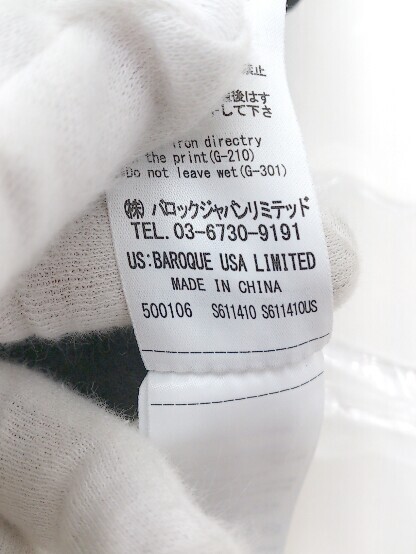 禁止
後はす
して下さ
iron directry
the print(G-210)
Do not leave wet(G-301)
㈱ バロックジャパンリミテッド
TEL.03-6730-9191
US:BAROQUE USA LIMITED
MADE IN CHINA
500106 S611410 S611410US